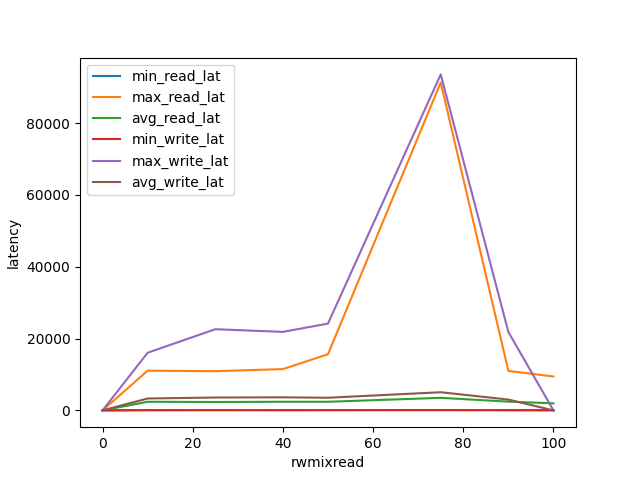 min_read_lat
max_read_lat
avg_read_lat
min_write_lat
max_write_lat
avg_write_lat
80000
60000
40000
20000
0
latency
0 20 40 60 80 100
rwmixread